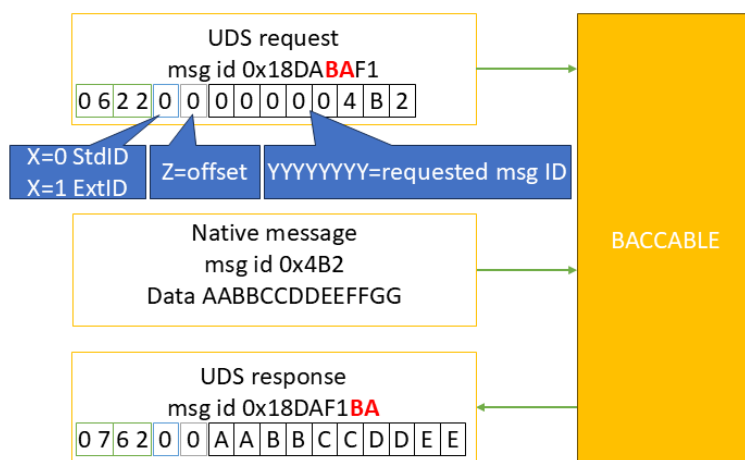 UDS request
msg id 0x18DABAF1
0 6 2 2 0 0 0 0 0 0 0 4 B 2
X=0 StdID
X=1 ExtID
Z=offset
YYYYYYYY=requested msg ID
Native message
msg id 0x4B2
Data AABBCCDDEEFFGG
BACCABLE
UDS response
msg id 0x18DAF1BA
0 7 6 2 0 0 A A B B C C D D E E